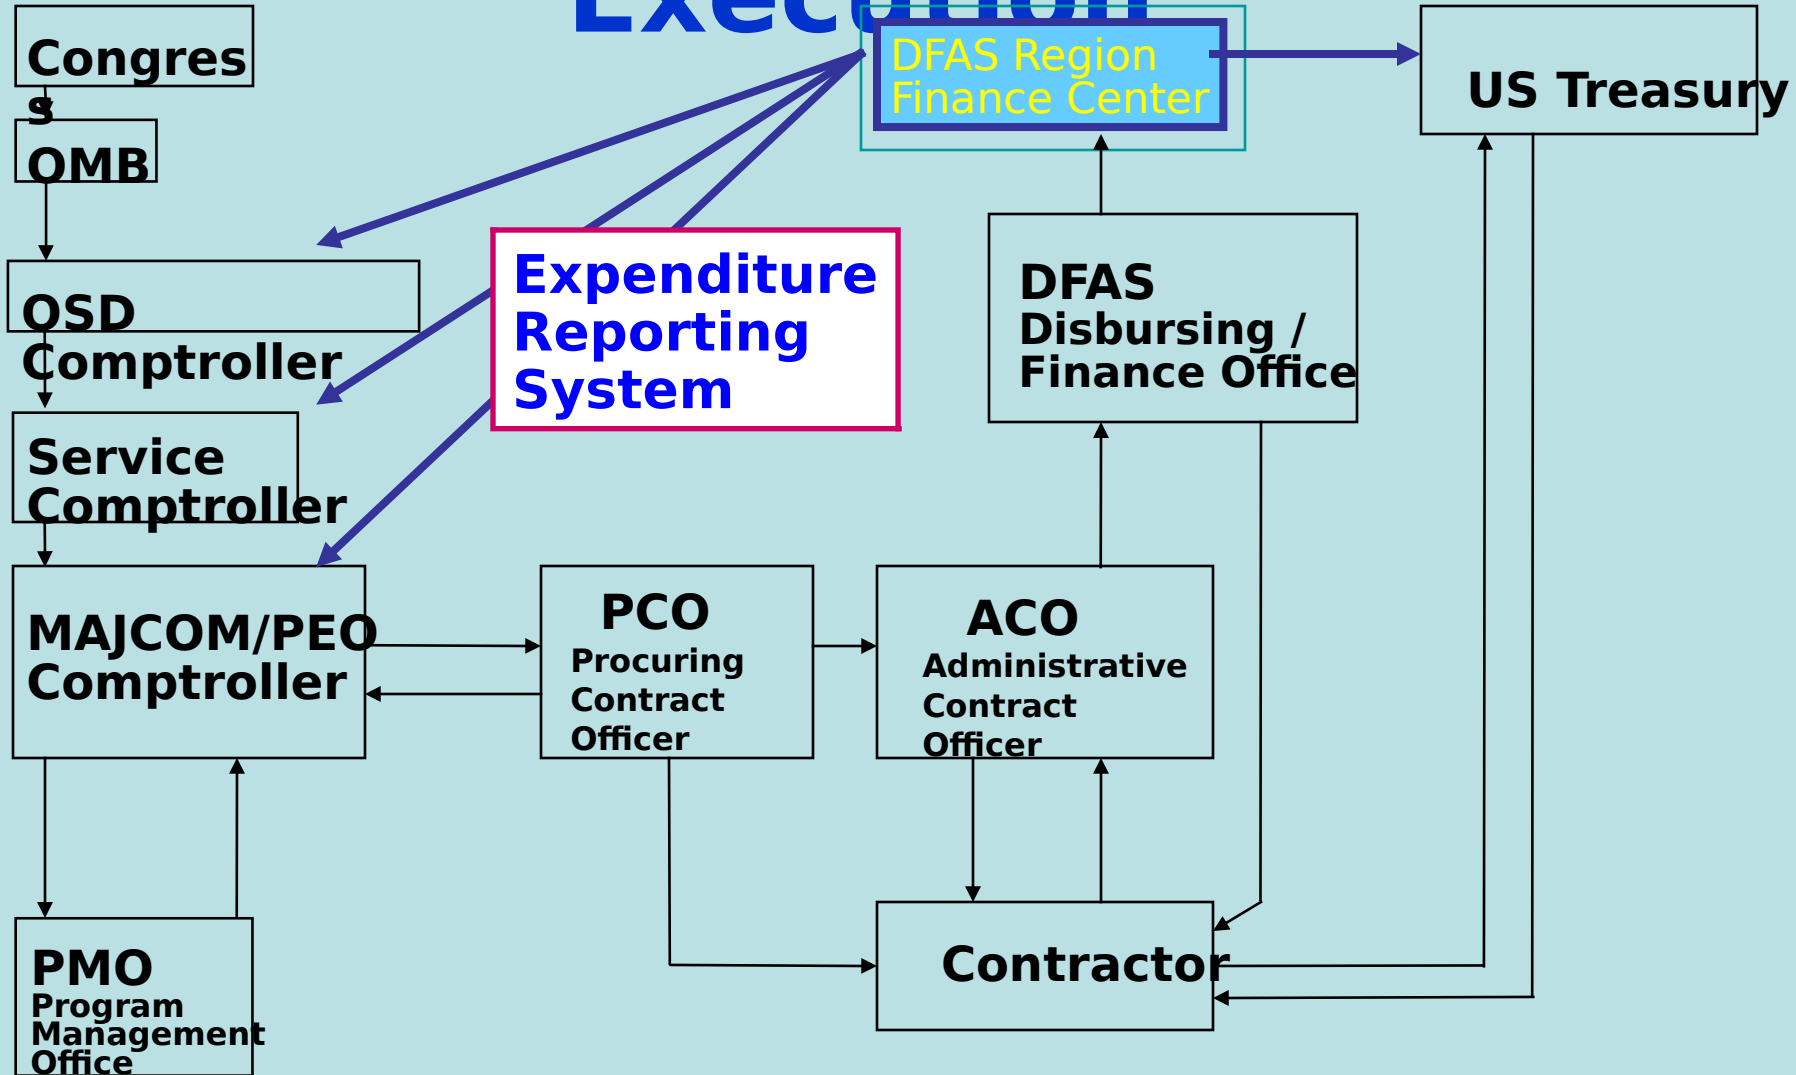 Execution
Congres
s
OMB
OSD
Comptroller
Service
Comptroller
MAJCOM/PEO
Comptroller
PMO
Program
Management
Office
Expenditure
Reporting
System
PCO
Procuring
Contract
Officer
DFAS Region
Finance Center
DFAS
Disbursing /
Finance Office
ACO
Administrative
Contract
Officer
Contractor
US Treasury